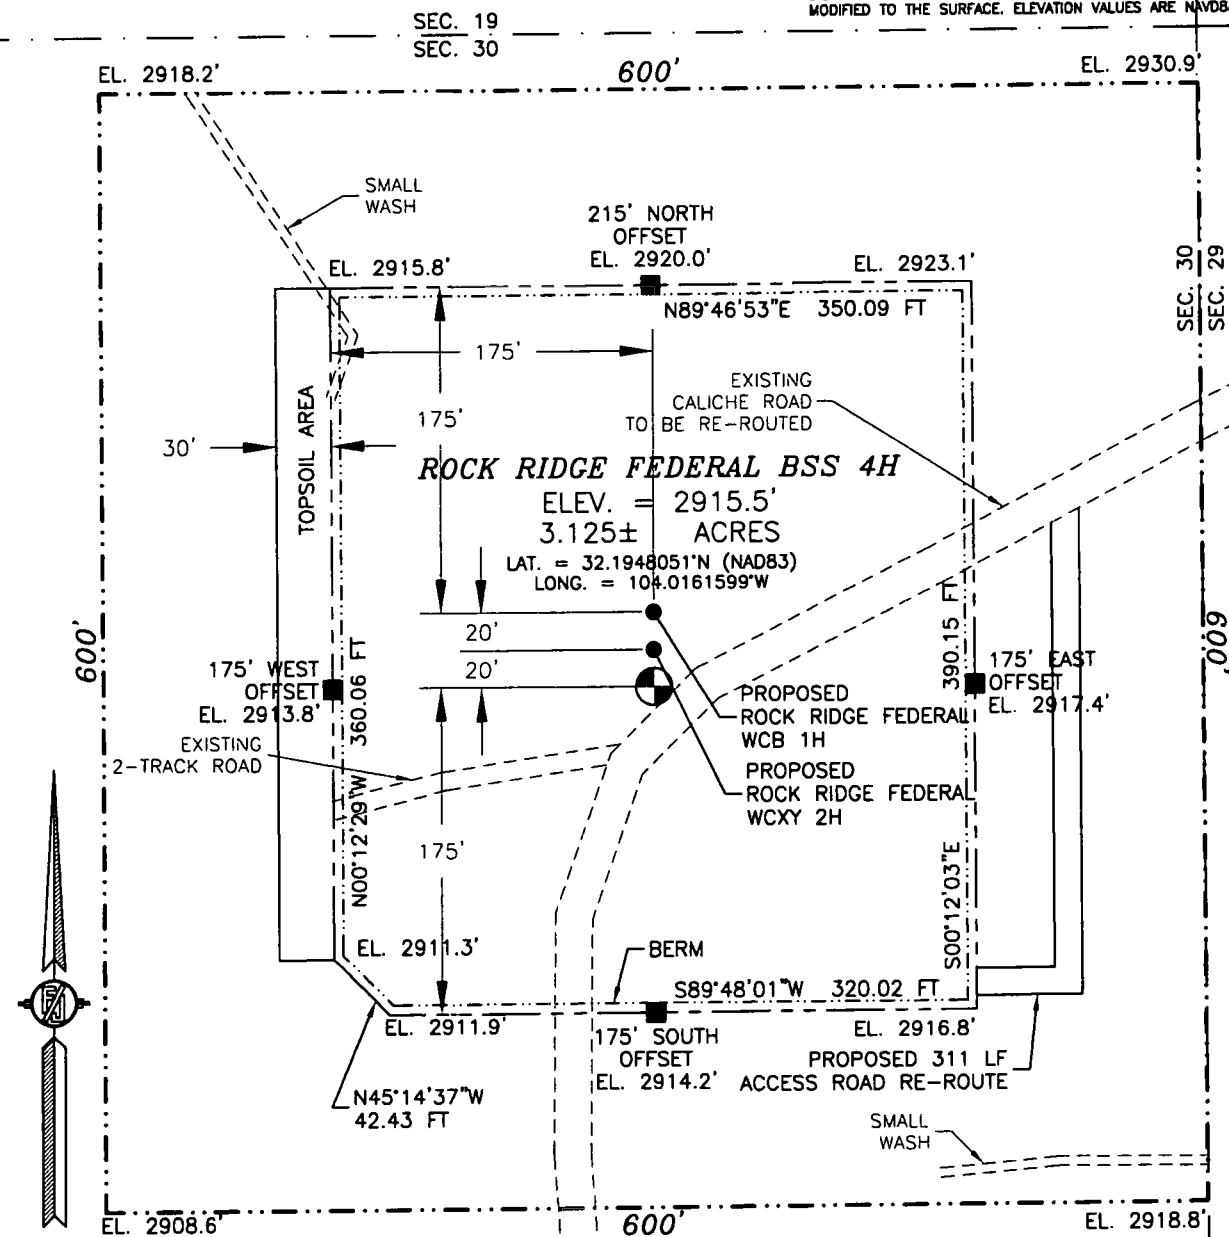 MODIFIED TO THE SURFACE. ELEVATION VALUES ARE NAVD8
SEC. 19
SEC. 30
EL. 2918.2'
600'
EL. 2930.9'
SMALL
WASH
215' NORTH
OFFSET
EL. 2920.0'
EL. 2915.8'
EL. 2923.1'
SEC. 30
SEC. 29
N89°46'53"E 350.09 FT
175'
EXISTING
CALICHE ROAD
TO BE RE-ROUTED
175'
30'
TOPSOIL AREA
ROCK RIDGE FEDERAL BSS 4H
ELEV. = 2915.5'
3.125± ACRES
LAT. = 32.1948051°N (NAD83)
LONG. = 104.0161599°W
20'
20'
600'
600'
175' WEST
OFFSET
EL. 2913.8'
N00°12'29"W 360.06 FT
S00°12'03"E 390.15 FT
175' EAST
OFFSET
EL. 2917.4'
PROPOSED
ROCK RIDGE FEDERAL
WCB 1H
EXISTING
2-TRACK ROAD
PROPOSED
ROCK RIDGE FEDERAL
WCXY 2H
175'
EL. 2911.3'
BERM
S89°48'01"W 320.02 FT
EL. 2911.9'
175' SOUTH
OFFSET
EL. 2914.2'
EL. 2916.8'
PROPOSED 311 LF
ACCESS ROAD RE-ROUTE
N45°14'37"W
42.43 FT
SMALL
WASH
EL. 2908.6'
600'
EL. 2918.8'